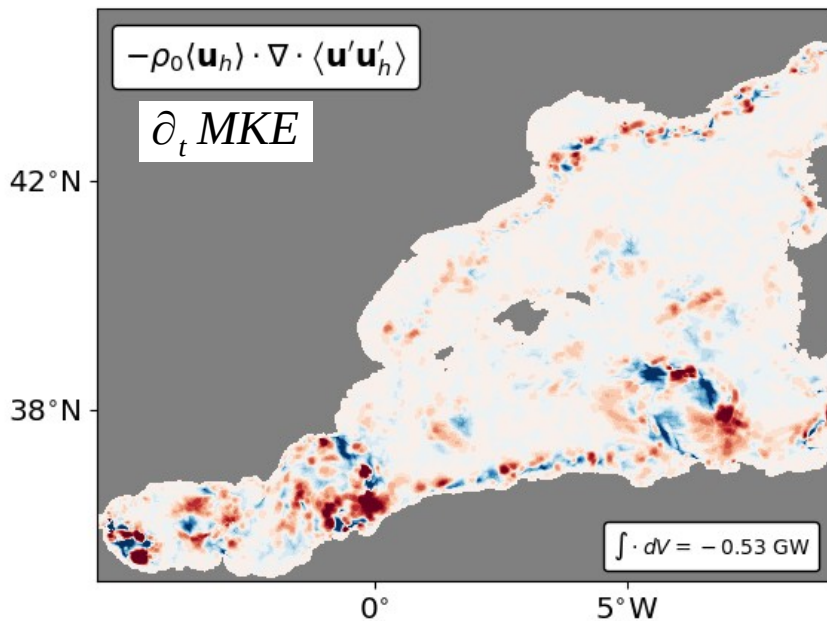 −ρ₀⟨𝐮ₕ⟩ · ∇ · ⟨𝐮′𝐮′ₕ⟩
∂ₜ MKE
42°N
38°N
∫ · dV = −0.53 GW
0° 5°W